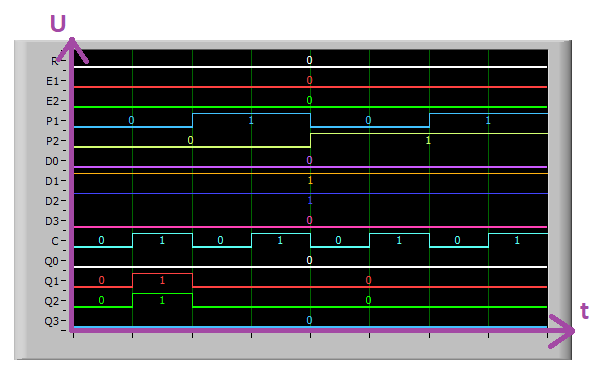 U
R 0
E1 0
E2 0
P1 0 1 0 1
P2 0 1
D0 0
D1 1
D2 1
D3 0
C 0 1 0 1 0 1 0 1
Q0 0
Q1 0 1 0
Q2 0 1 0
Q3 0
t